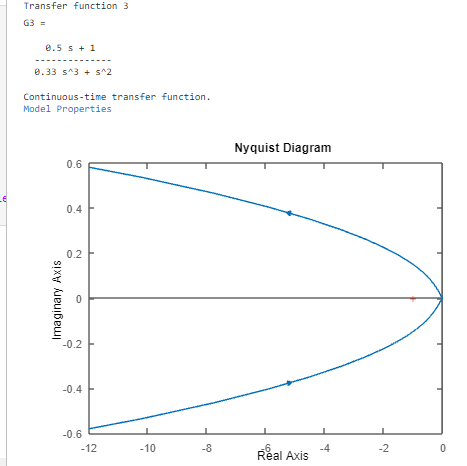 Transfer function 3
G3 =
0.5 s + 1
--------------
0.33 s^3 + s^2
Continuous-time transfer function.
Model Properties
Nyquist Diagram
0.6
0.4
0.2
0
-0.2
-0.4
-0.6
Imaginary Axis
-12 -10 -8 -6 -4 -2 0
Real Axis